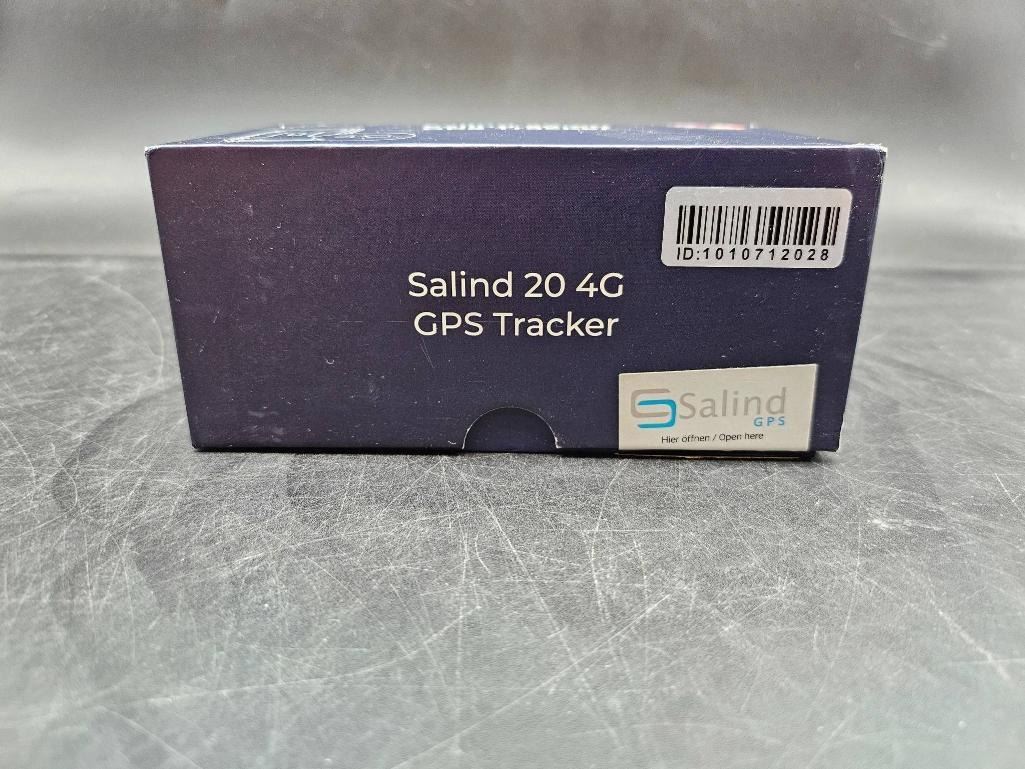 ID:1010712028
Salind 20 4G
GPS Tracker
Salind
GPS
Hier öffnen / Open here